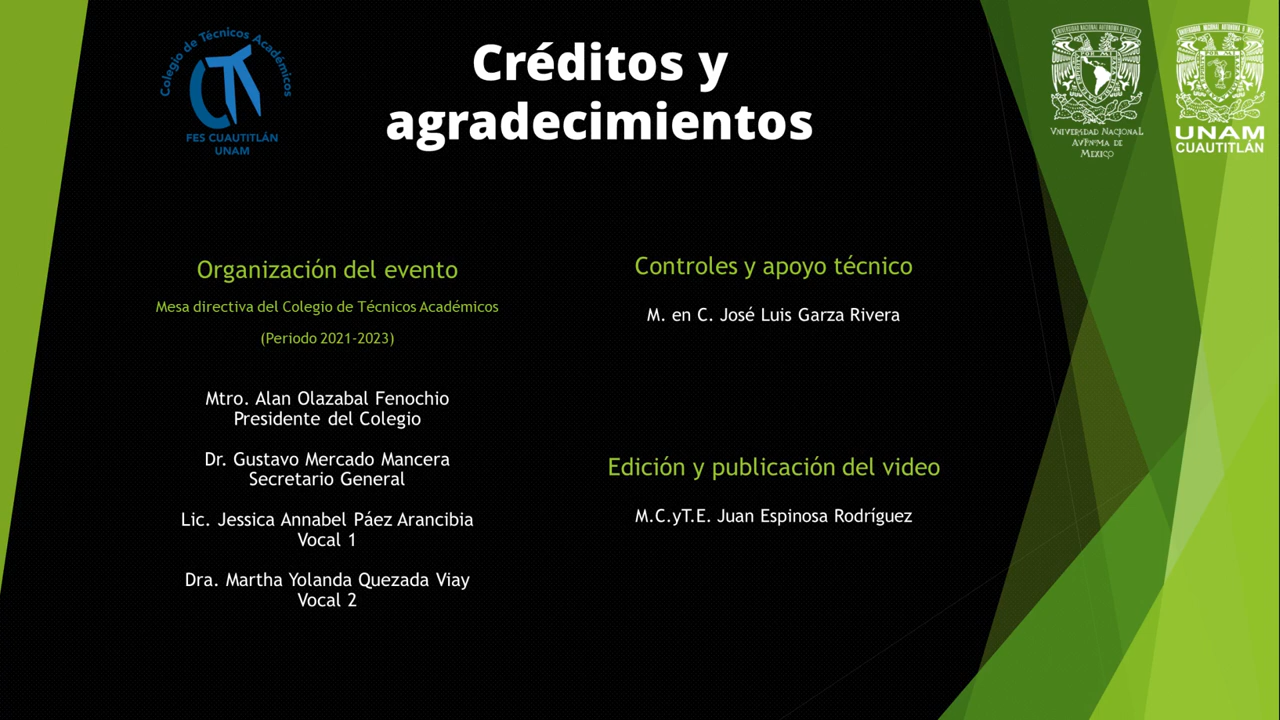 Colegio de Técnicos Académicos
FES CUAUTITLÁN
UNAM
Créditos y
agradecimientos
VNIVERSDAD NACIONAL
AVFNºMA DE
MEXICO
UNAM
CUAUTITLÁN
Organización del evento
Mesa directiva del Colegio de Técnicos Académicos
(Periodo 2021-2023)
Mtro. Alan Olazabal Fenochio
Presidente del Colegio
Dr. Gustavo Mercado Mancera
Secretario General
Lic. Jessica Annabel Páez Arancibia
Vocal 1
Dra. Martha Yolanda Quezada Viay
Vocal 2
Controles y apoyo técnico
M. en C. José Luis Garza Rivera
Edición y publicación del video
M.C.yT.E. Juan Espinosa Rodríguez